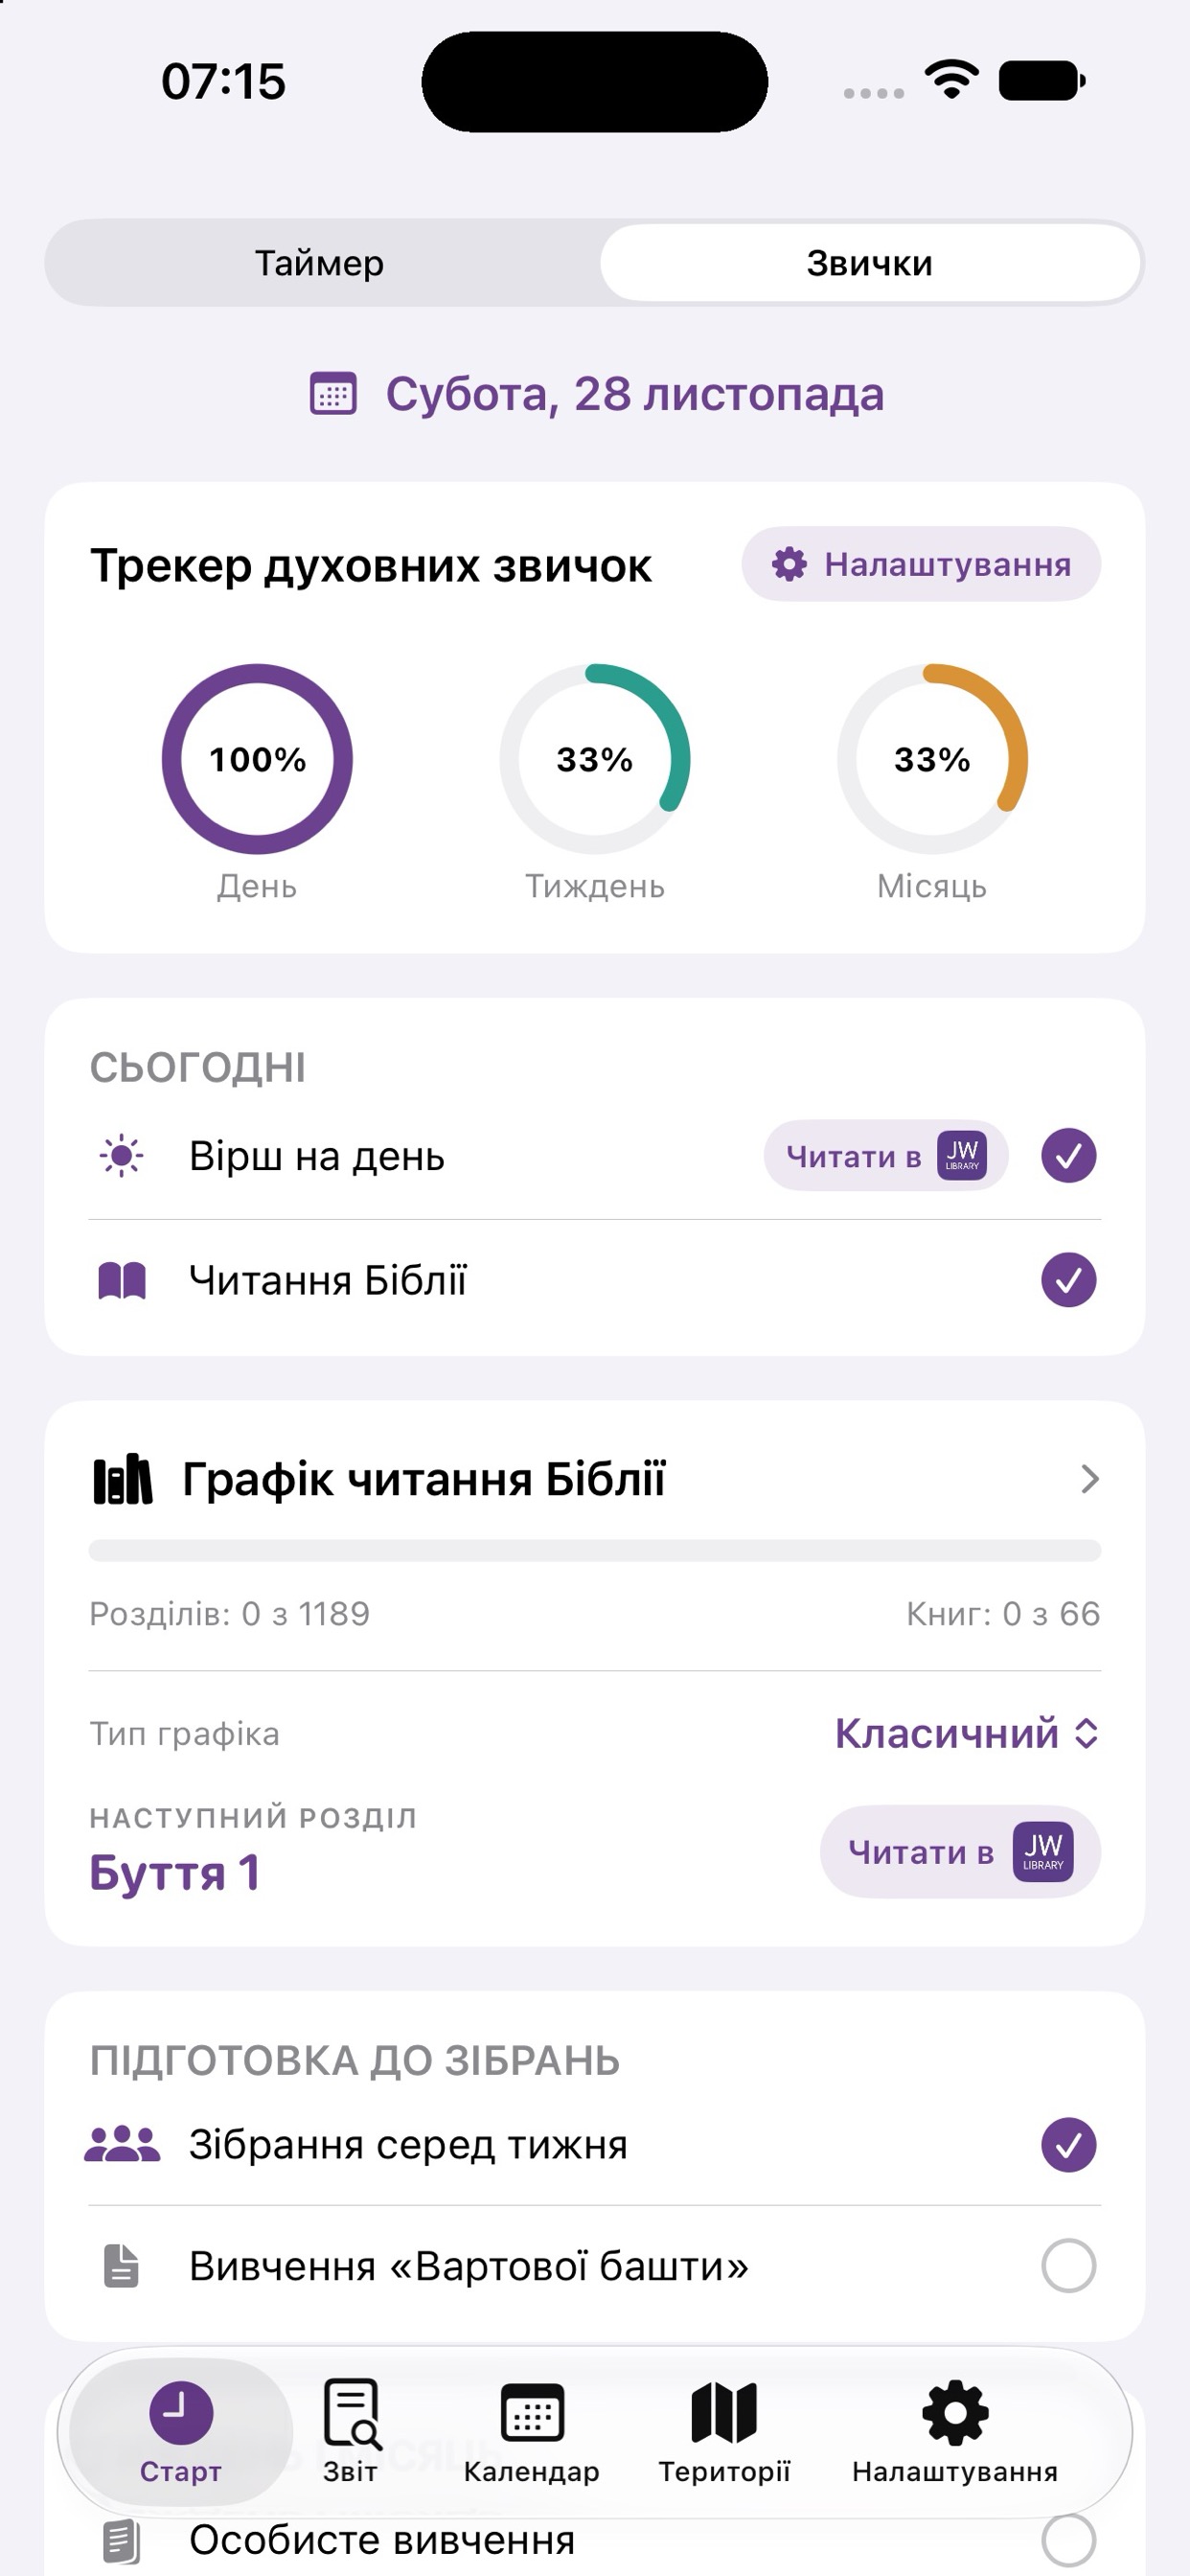 07:15
Таймер
Звички
Субота, 28 листопада
Трекер духовних звичок
Налаштування
100%
33%
33%
День
Тиждень
Місяць
СЬОГОДНІ
Вірш на день
Читати в
JW
LIBRARY
Читання Біблії
Графік читання Біблії
Розділів: 0 з 1189
Книг: 0 з 66
Тип графіка
Класичний
НАСТУПНИЙ РОЗДІЛ
Буття 1
Читати в
JW
LIBRARY
ПІДГОТОВКА ДО ЗІБРАНЬ
Зібрання серед тижня
Вивчення «Вартової башти»
Старт
Звіт
Календар
Території
Налаштування
Особисте вивчення